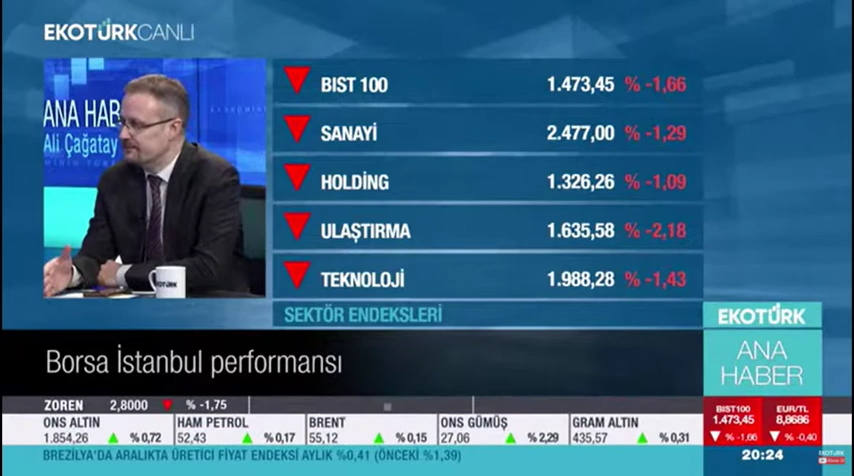 EKOTÜRK CANLI
ANA HAB
Ali Çağatay
BIST 100 1.473,45 % -1,66
SANAYİ 2.477,00 % -1,29
HOLDİNG 1.326,26 % -1,09
ULAŞTIRMA 1.635,58 % -2,18
TEKNOLOJİ 1.988,28 % -1,43
EKOTÜRK
SEKTÖR ENDEKSLERİ
EKOTÜRK
ANA
HABER
Borsa İstanbul performansı
ZOREN 2,8000 % -1,75
ONS ALTIN HAM PETROL BRENT ONS GÜMÜŞ GRAM ALTIN
1.854,26 % 0,72 52,43 % 0,17 55,12 % 0,15 27,06 % 2,29 435,57 % 0,31
BIST100 EUR/TL
1.473,45 8,8686
% -1,66 % -0,40
BREZİLYA'DA ARALIKTA ÜRETİCİ FİYAT ENDEKSİ AYLIK %0,41 (ÖNCEKİ %1,39)
20:24
EKOTÜRK